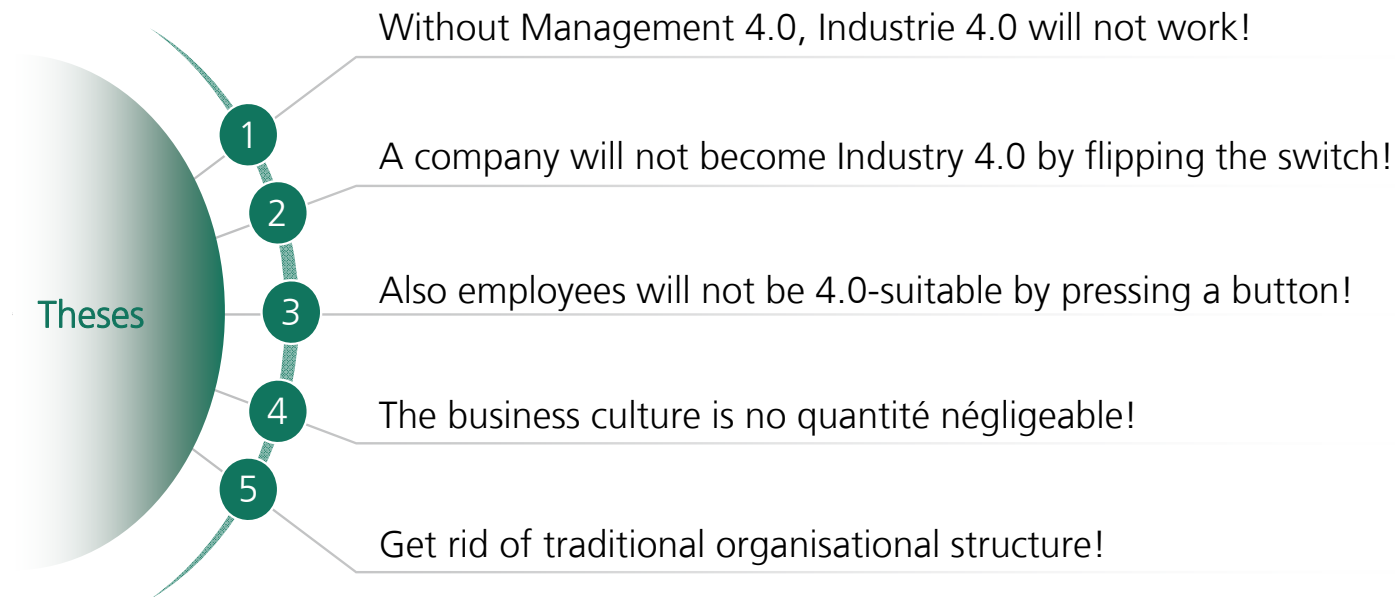 Theses
1
Without Management 4.0, Industrie 4.0 will not work!
2
A company will not become Industry 4.0 by flipping the switch!
3
Also employees will not be 4.0-suitable by pressing a button!
4
The business culture is no quantité négligeable!
5
Get rid of traditional organisational structure!